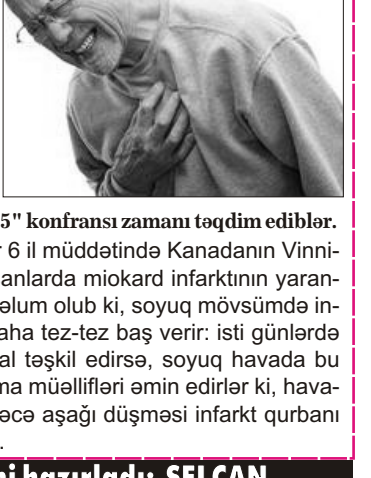 5" konfransı zamanı təqdim ediblər.
6 il müddətində Kanadanın Vinni-
anlarda miokard infarktının yaran-
əlum olub ki, soyuq mövsümdə in-
aha tez-tez baş verir: isti günlərdə
al təşkil edirsə, soyuq havada bu
ma müəllifləri əmin edirlər ki, hava-
əcə aşağı düşməsi infarkt qurbanı
.
ni hazırladı: SELCAN